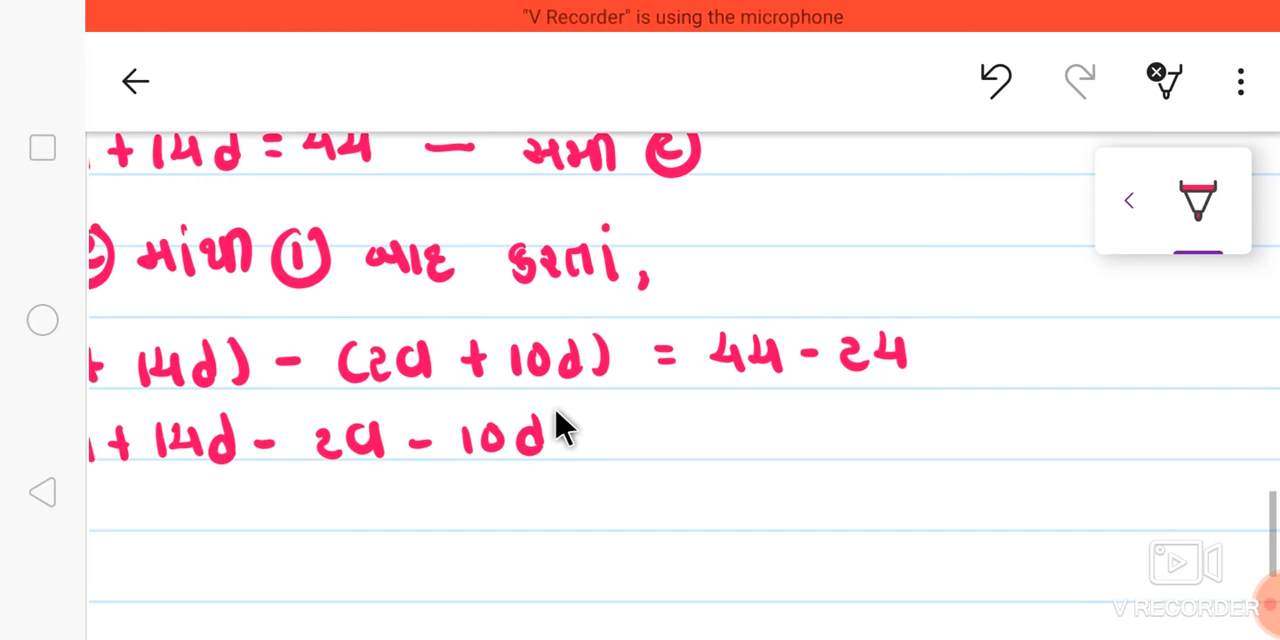 "V Recorder" is using the microphone
+ 14d = 44 — સમી ②
② માંથી ① બાદ કરતાં,
+ 14d) - (2a + 10d) = 44 - 24
+ 14d - 2a - 10d
V RECORDER